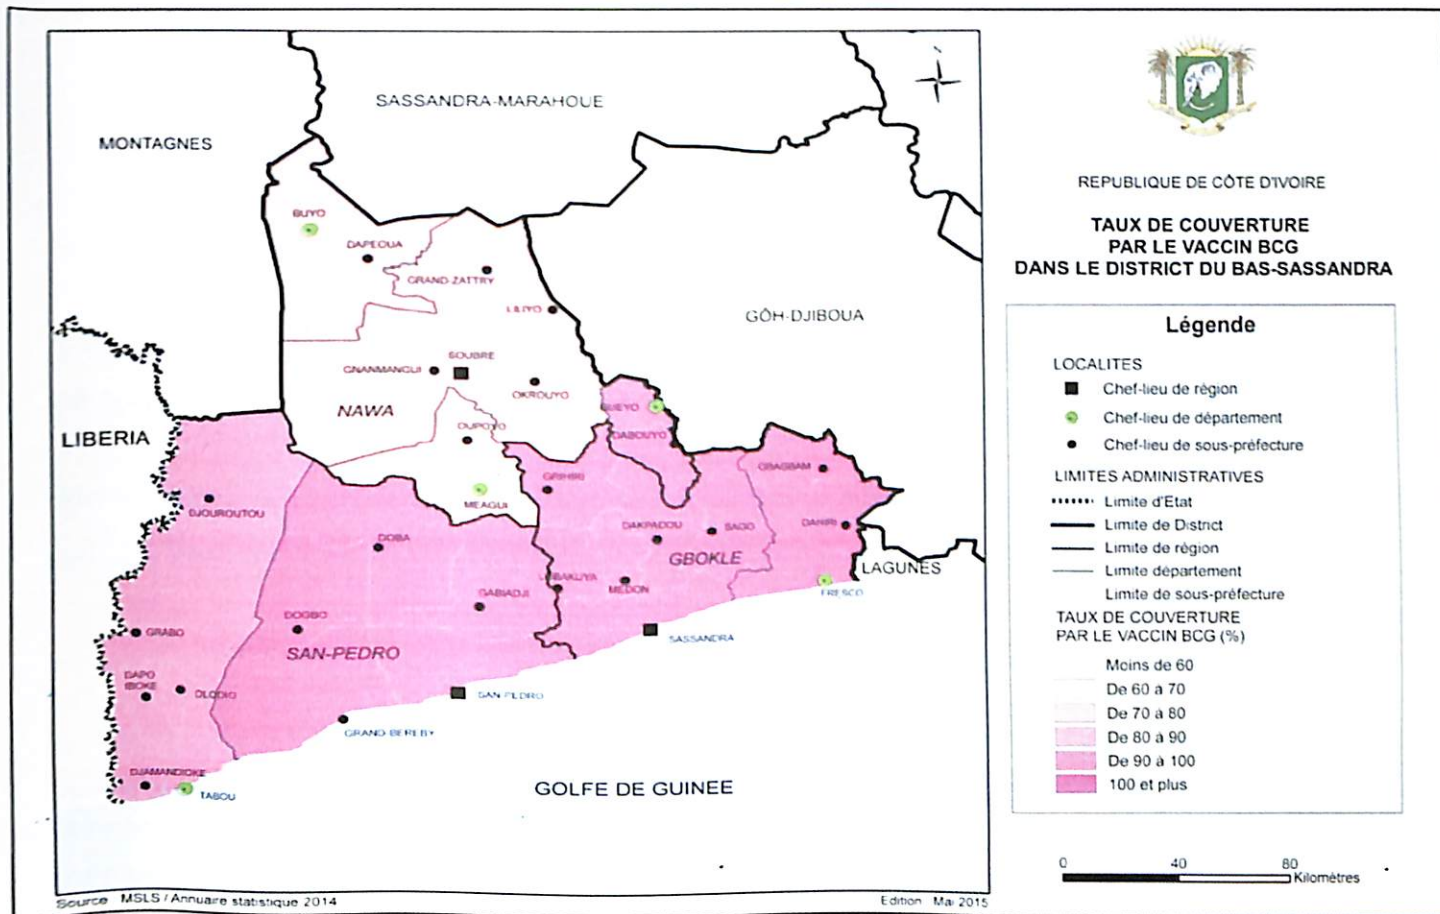 SASSANDRA-MARAHOUE
MONTAGNES
BUYO
DAPEOUA
GRAND-ZATTRY
LILIYO
GÔH-DJIBOUA
SOUBRE
GNANMANGUI
OKROUYO
NAWA
GUEYO
OUPOYO
DABOUYO
LIBERIA
GBAGBAM
GRIHIRI
MEAGUI
DJOUROUTOU
DAKPADOU
SAGO
DAHIRI
DOBA
GBOKLE
LAGUNES
MEDON
FRESCO
GABIADJI
DOGBO
GRABO
SASSANDRA
SAN-PEDRO
DAPO
IBOKE
OLODIO
SAN-PEDRO
GRAND-BEREBY
DJAMANDIOKE
TABOU
GOLFE DE GUINEE
Source MSLS / Annuaire statistique 2014
Edition Mai 2015
REPUBLIQUE DE CÔTE D'IVOIRE
TAUX DE COUVERTURE
PAR LE VACCIN BCG
DANS LE DISTRICT DU BAS-SASSANDRA
Légende
LOCALITES
Chef-lieu de région
Chef-lieu de département
Chef-lieu de sous-préfecture
LIMITES ADMINISTRATIVES
Limite d'Etat
Limite de District
Limite de région
Limite département
Limite de sous-préfecture
TAUX DE COUVERTURE
PAR LE VACCIN BCG (%)
Moins de 60
De 60 à 70
De 70 à 80
De 80 à 90
De 90 à 100
100 et plus
0 40 80
Kilomètres